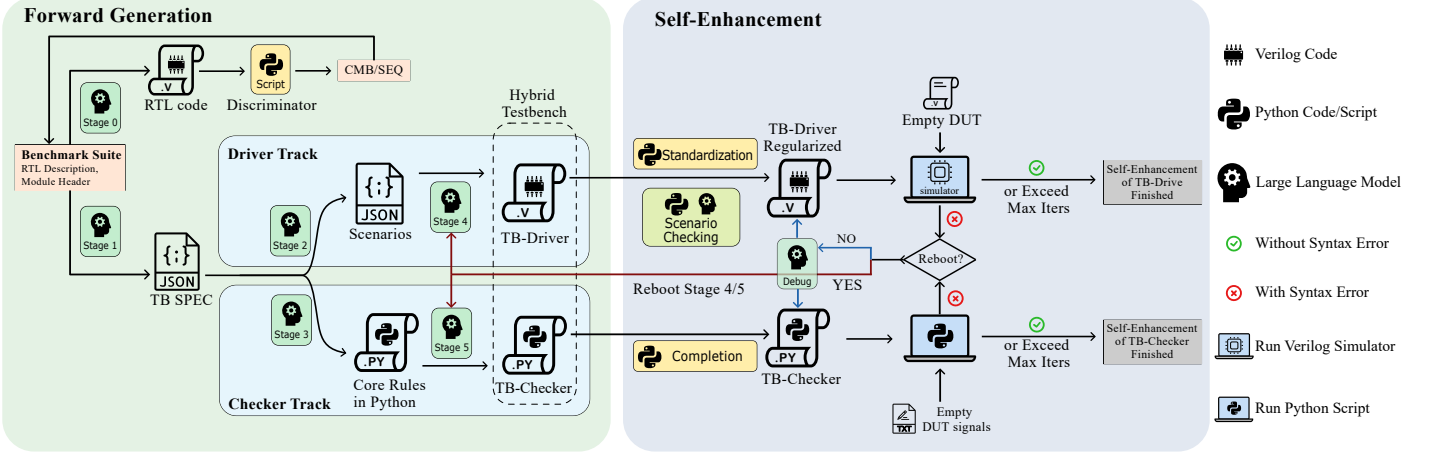 Forward Generation
Stage 0
.V
RTL code
Script
Discriminator
CMB/SEQ
Benchmark Suite
RTL Description,
Module Header
Stage 1
{;}
JSON
TB SPEC
Hybrid
Testbench
Driver Track
Stage 2
{;}
JSON
Scenarios
Stage 4
.V
TB-Driver
Stage 3
.PY
Core Rules
in Python
Stage 5
.PY
TB-Checker
Checker Track
Self-Enhancement
Standardization
Scenario
Checking
TB-Driver
Regularized
.V
.V
Empty DUT
simulator
or Exceed
Max Iters
Self-Enhancement
of TB-Drive
Finished
Reboot?
NO
YES
Debug
Reboot Stage 4/5
Completion
.PY
TB-Checker
or Exceed
Max Iters
Self-Enhancement
of TB-Checker
Finished
TXT
Empty
DUT signals
Verilog Code
Python Code/Script
Large Language Model
Without Syntax Error
With Syntax Error
Run Verilog Simulator
Run Python Script